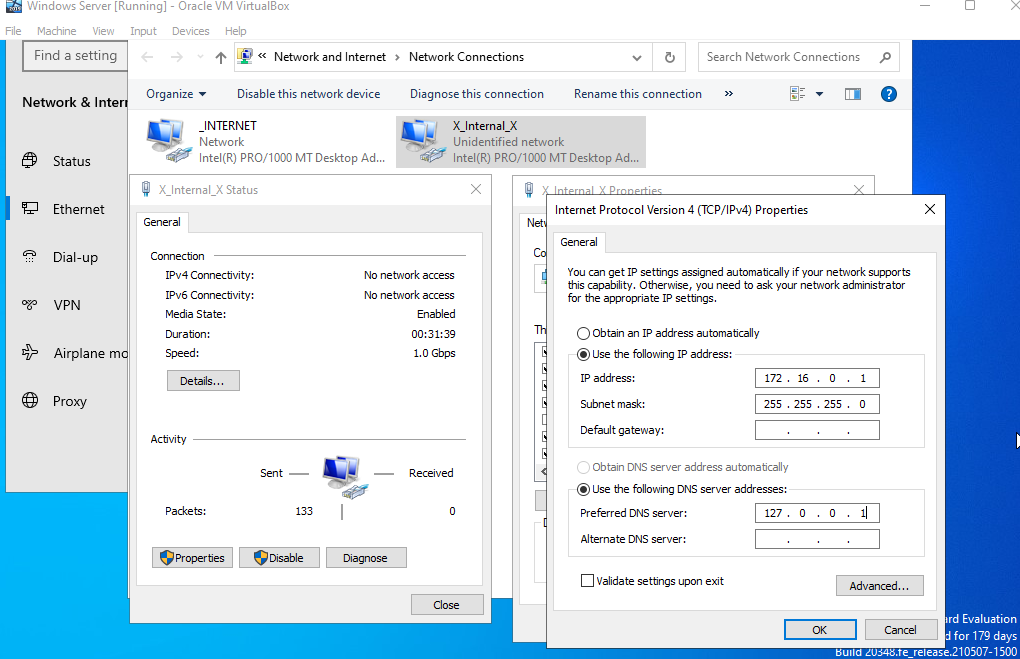 Windows Server [Running] - Oracle VM VirtualBox
File Machine View Input Devices Help
Find a setting
Network and Internet › Network Connections
Search Network Connections
Organize Disable this network device Diagnose this connection Rename this connection »
Network & Inter
Status
Ethernet
Dial-up
VPN
Airplane mo
Proxy
_INTERNET
Network
Intel(R) PRO/1000 MT Desktop Ad...
X_Internal_X
Unidentified network
Intel(R) PRO/1000 MT Desktop Ad...
X_Internal_X Status
General
Connection
IPv4 Connectivity: No network access
IPv6 Connectivity: No network access
Media State: Enabled
Duration: 00:31:39
Speed: 1.0 Gbps
Details...
Activity
Sent Received
Packets: 133 0
Properties Disable Diagnose
Close
X_Internal_X Properties
Netw
Co
Th
Internet Protocol Version 4 (TCP/IPv4) Properties
General
You can get IP settings assigned automatically if your network supports
this capability. Otherwise, you need to ask your network administrator
for the appropriate IP settings.
Obtain an IP address automatically
Use the following IP address:
IP address: 172 . 16 . 0 . 1
Subnet mask: 255 . 255 . 255 . 0
Default gateway: . . .
Obtain DNS server address automatically
Use the following DNS server addresses:
Preferred DNS server: 127 . 0 . 0 . 1
Alternate DNS server: . . .
Validate settings upon exit
Advanced...
OK Cancel
ard Evaluation
d for 179 days
Build 20348.fe_release.210507-1500